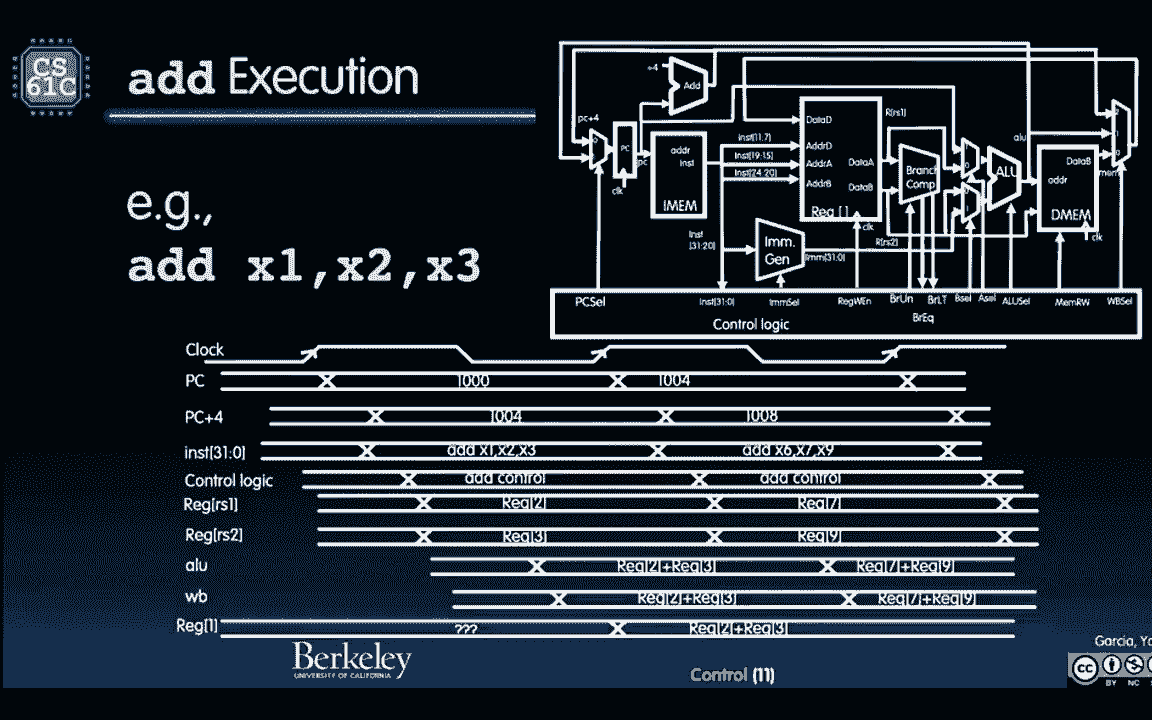 CS
61C
add Execution
e.g.,
add x1,x2,x3
+4
Add
pc+4
PC
pc
clk
addr
inst
IMEM
Inst[11:7]
Inst[19:15]
Inst[24:20]
Inst
[31:20]
DataD
AddrD
AddrA
AddrB
DataA
DataB
Reg [ ]
clk
R[rs1]
R[rs2]
Branch
Comp
Imm.
Gen
Imm[31:0]
ALU
alu
DataB
addr
DMEM
clk
mem
PCSel
Inst[31:0]
ImmSel
RegWEn
BrUn
BrEq
BrLT
Bsel
Asel
ALUSel
MemRW
WBSel
Control logic
Clock
PC 1000 1004
PC+4 1004 1008
inst[31:0] add x1,x2,x3 add x6,x7,x9
Control logic add control add control
Reg[rs1] Reg[2] Reg[7]
Reg[rs2] Reg[3] Reg[9]
alu Reg[2]+Reg[3] Reg[7]+Reg[9]
wb Reg[2]+Reg[3] Reg[7]+Reg[9]
Reg[1] ??? Reg[2]+Reg[3]
Berkeley
UNIVERSITY OF CALIFORNIA
Control (11)
Garcia,
cc
BY NC